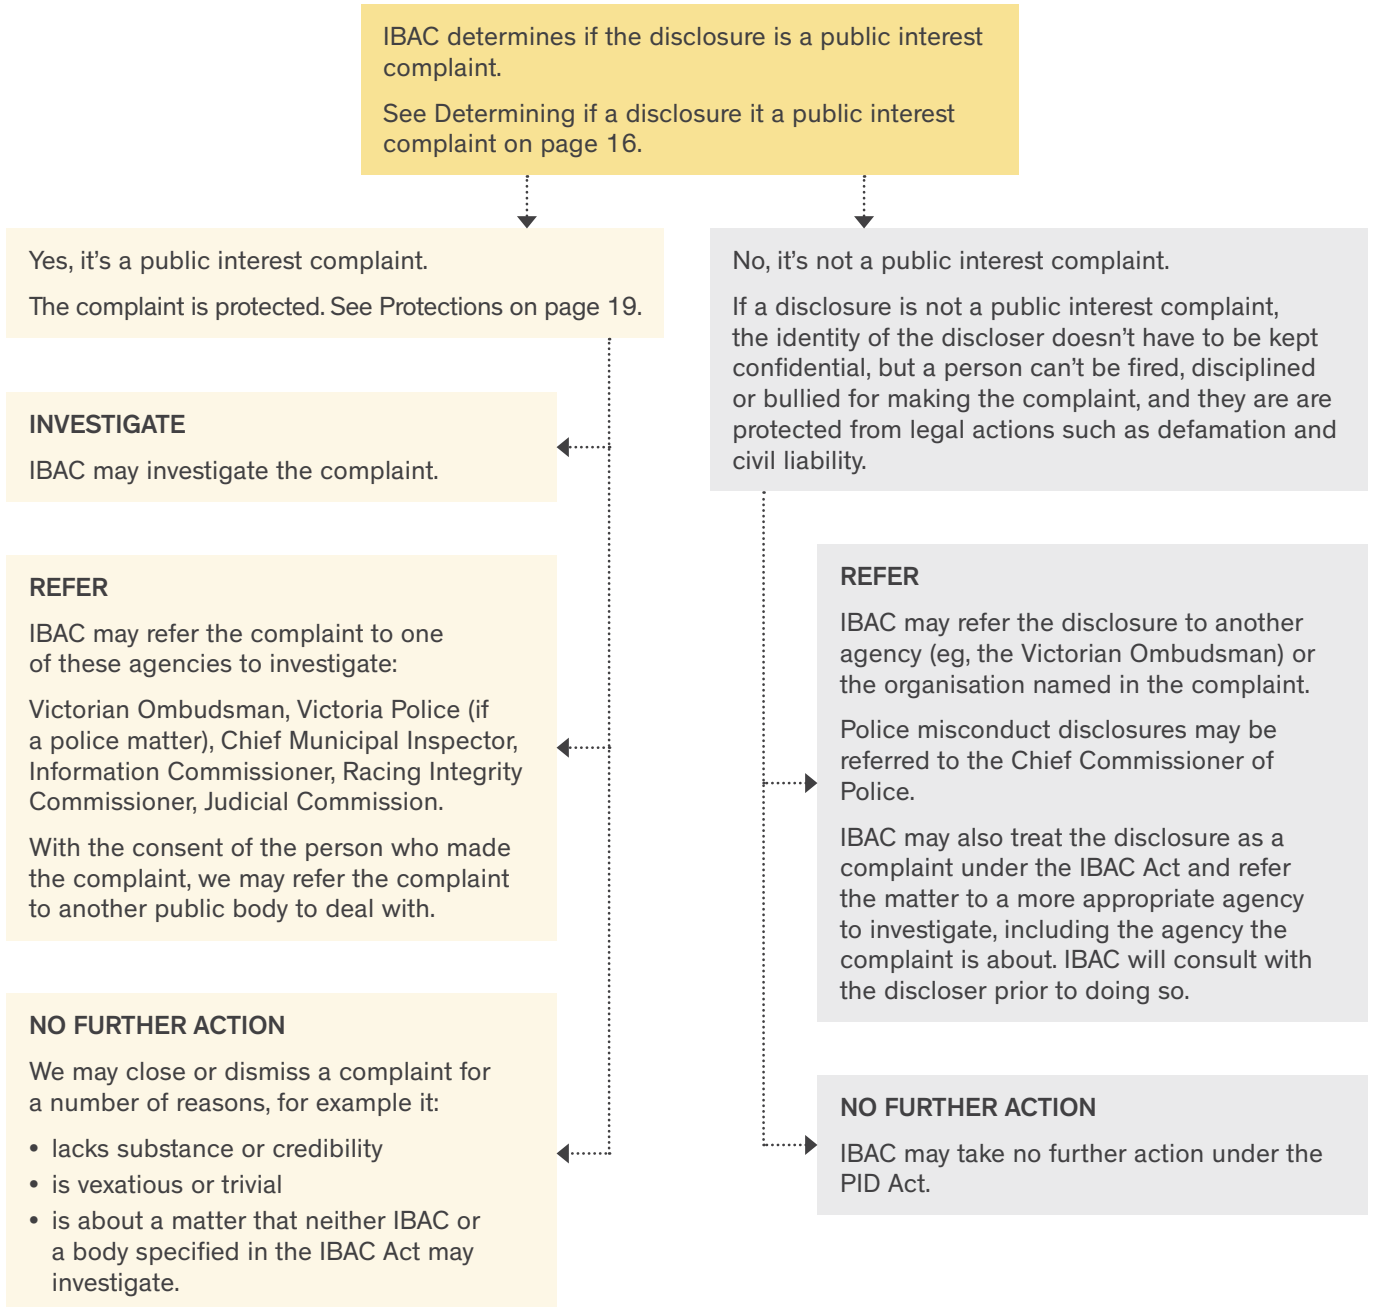 IBAC determines if the disclosure is a public interest
complaint.
See Determining if a disclosure it a public interest
complaint on page 16.
Yes, it’s a public interest complaint.
The complaint is protected. See Protections on page 19.
INVESTIGATE
IBAC may investigate the complaint.
REFER
IBAC may refer the complaint to one
of these agencies to investigate:
Victorian Ombudsman, Victoria Police (if
a police matter), Chief Municipal Inspector,
Information Commissioner, Racing Integrity
Commissioner, Judicial Commission.
With the consent of the person who made
the complaint, we may refer the complaint
to another public body to deal with.
NO FURTHER ACTION
We may close or dismiss a complaint for
a number of reasons, for example it:
• lacks substance or credibility
• is vexatious or trivial
• is about a matter that neither IBAC or
a body specified in the IBAC Act may
investigate.
No, it’s not a public interest complaint.
If a disclosure is not a public interest complaint,
the identity of the discloser doesn’t have to be kept
confidential, but a person can’t be fired, disciplined
or bullied for making the complaint, and they are are
protected from legal actions such as defamation and
civil liability.
REFER
IBAC may refer the disclosure to another
agency (eg, the Victorian Ombudsman) or
the organisation named in the complaint.
Police misconduct disclosures may be
referred to the Chief Commissioner of
Police.
IBAC may also treat the disclosure as a
complaint under the IBAC Act and refer
the matter to a more appropriate agency
to investigate, including the agency the
complaint is about. IBAC will consult with
the discloser prior to doing so.
NO FURTHER ACTION
IBAC may take no further action under the
PID Act.